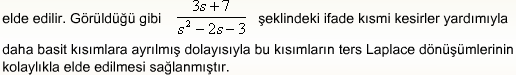 elde edilir. Görüldüğü gibi (3s + 7)/(s² − 2s − 3) şeklindeki ifade kısmi kesirler yardımıyla
daha basit kısımlara ayrılmış dolayısıyla bu kısımların ters Laplace dönüşümlerinin
kolaylıkla elde edilmesi sağlanmıştır.